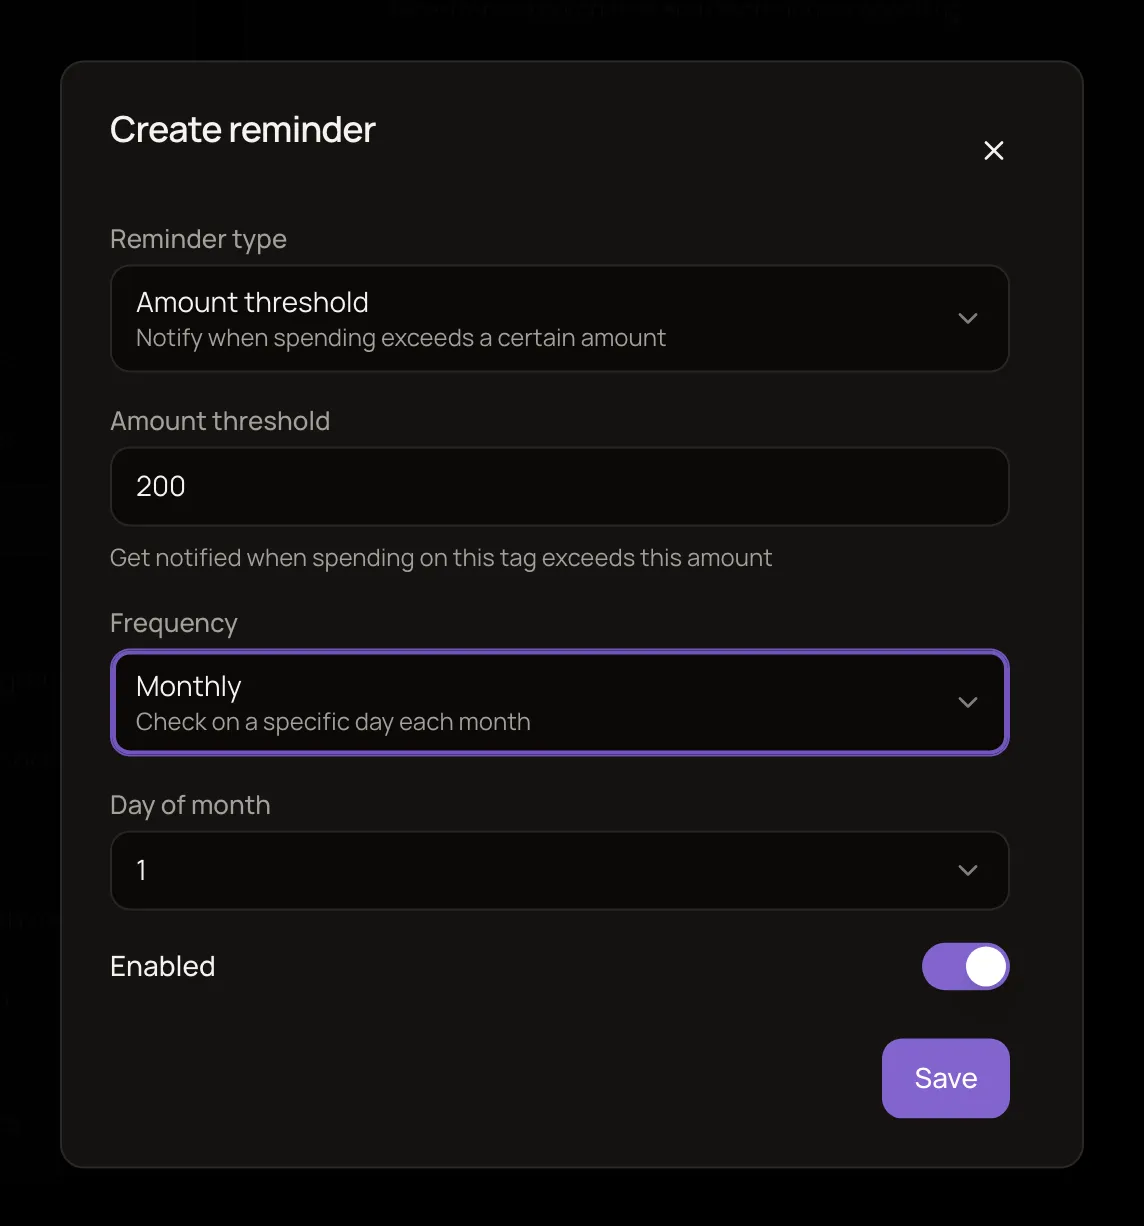 Create reminder
Reminder type
Amount threshold
Notify when spending exceeds a certain amount
Amount threshold
200
Get notified when spending on this tag exceeds this amount
Frequency
Monthly
Check on a specific day each month
Day of month
1
Enabled
Save